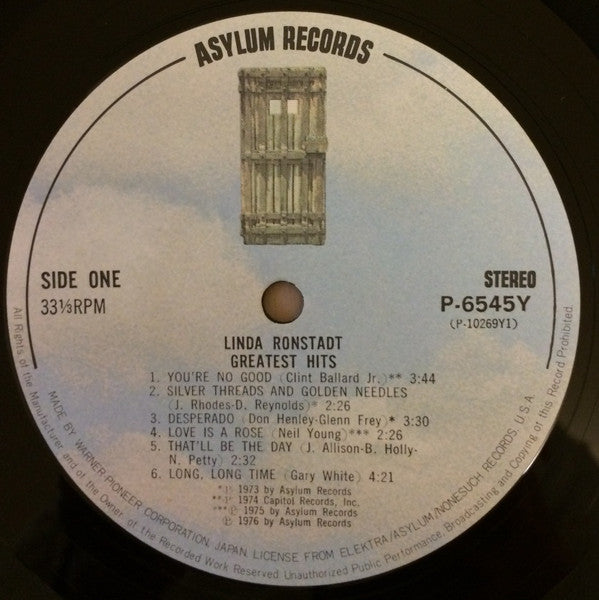 ASYLUM RECORDS
SIDE ONE
33⅓RPM
STEREO
P-6545Y
(P-10269Y1)
LINDA RONSTADT
GREATEST HITS
1. YOU'RE NO GOOD (Clint Ballard Jr.)** 3:44
2. SILVER THREADS AND GOLDEN NEEDLES
(J. Rhodes-D. Reynolds)* 2:26
3. DESPERADO (Don Henley-Glenn Frey)* 3:30
4. LOVE IS A ROSE (Neil Young)*** 2:26
5. THAT'LL BE THE DAY (J. Allison-B. Holly-
N. Petty) 2:32
6. LONG, LONG TIME (Gary White) 4:21
*℗ 1973 by Asylum Records
**℗ 1974 Capitol Records, Inc.
***℗ 1975 by Asylum Records
℗ 1976 by Asylum Records
MADE BY WARNER-PIONEER CORPORATION, JAPAN. LICENSE FROM ELEKTRA/ASYLUM/NONESUCH RECORDS, U.S.A.
All Rights of the Manufacturer and of the Owner of the Recorded Work Reserved. Unauthorized Public Performance, Broadcasting and Copying of this Record Prohibited.